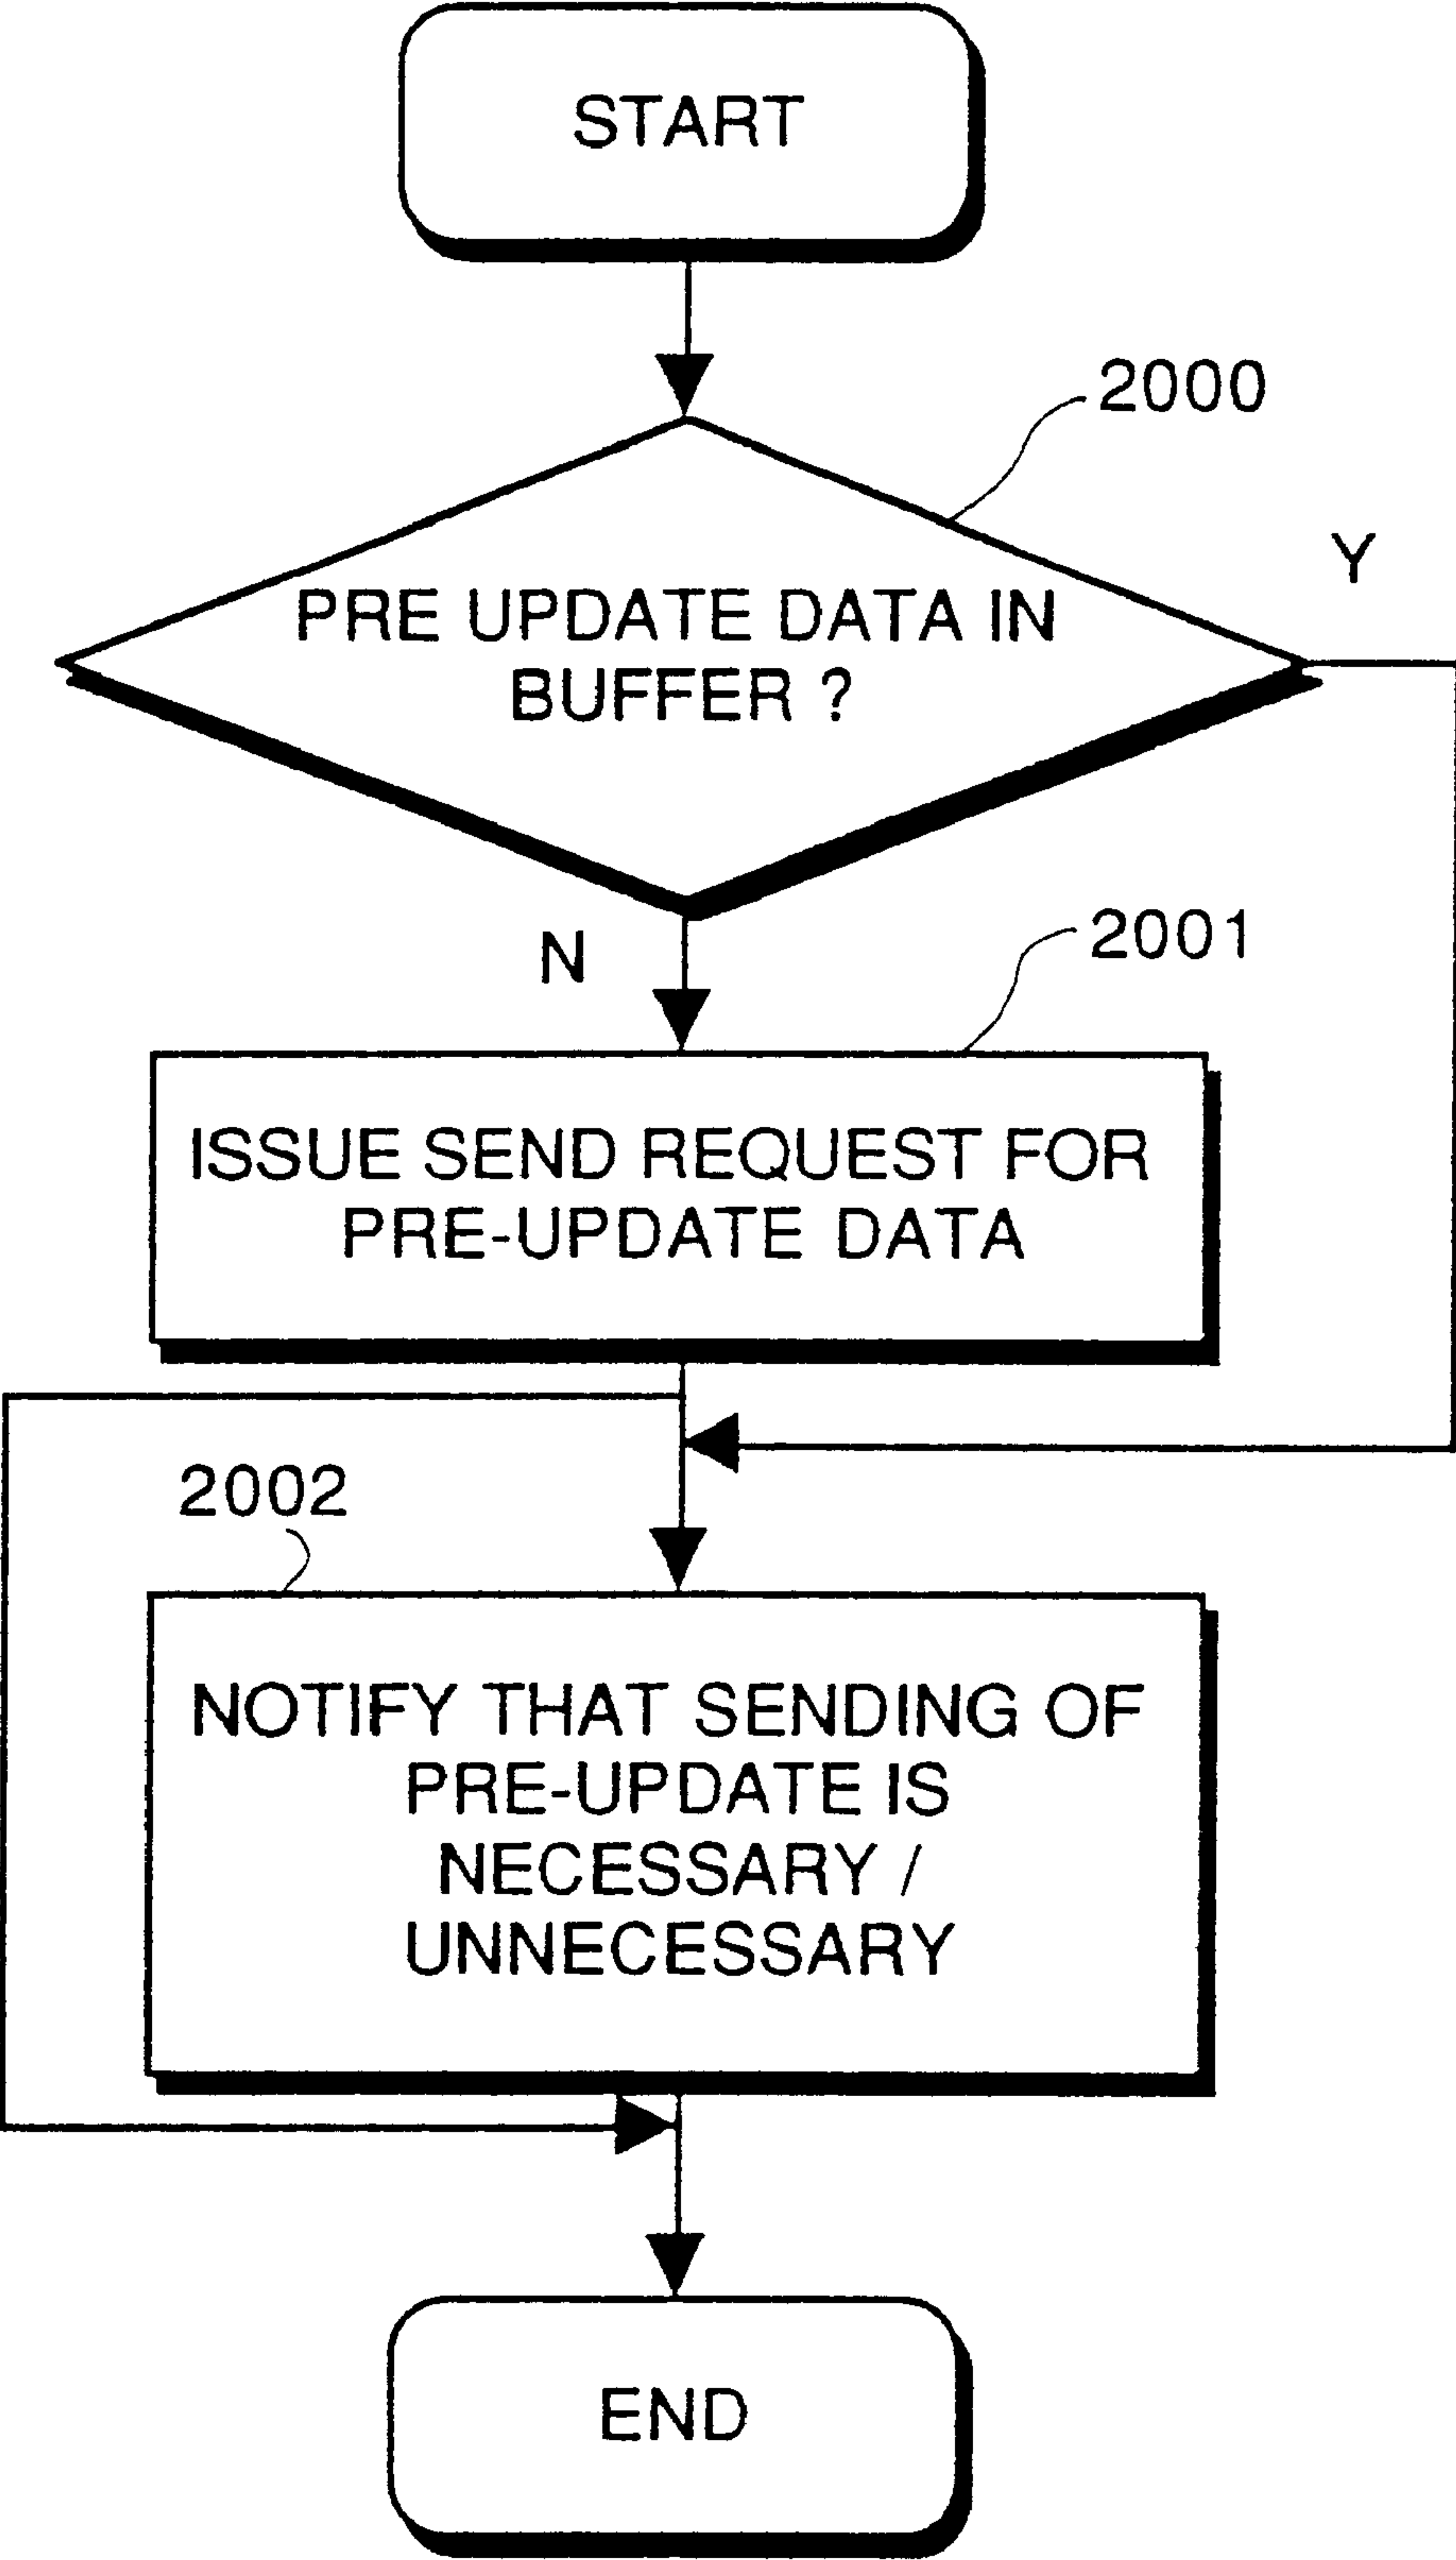 START
2000
Y
PRE UPDATE DATA IN
BUFFER ?
N
2001
ISSUE SEND REQUEST FOR
PRE-UPDATE DATA
2002
NOTIFY THAT SENDING OF
PRE-UPDATE IS
NECESSARY /
UNNECESSARY
END